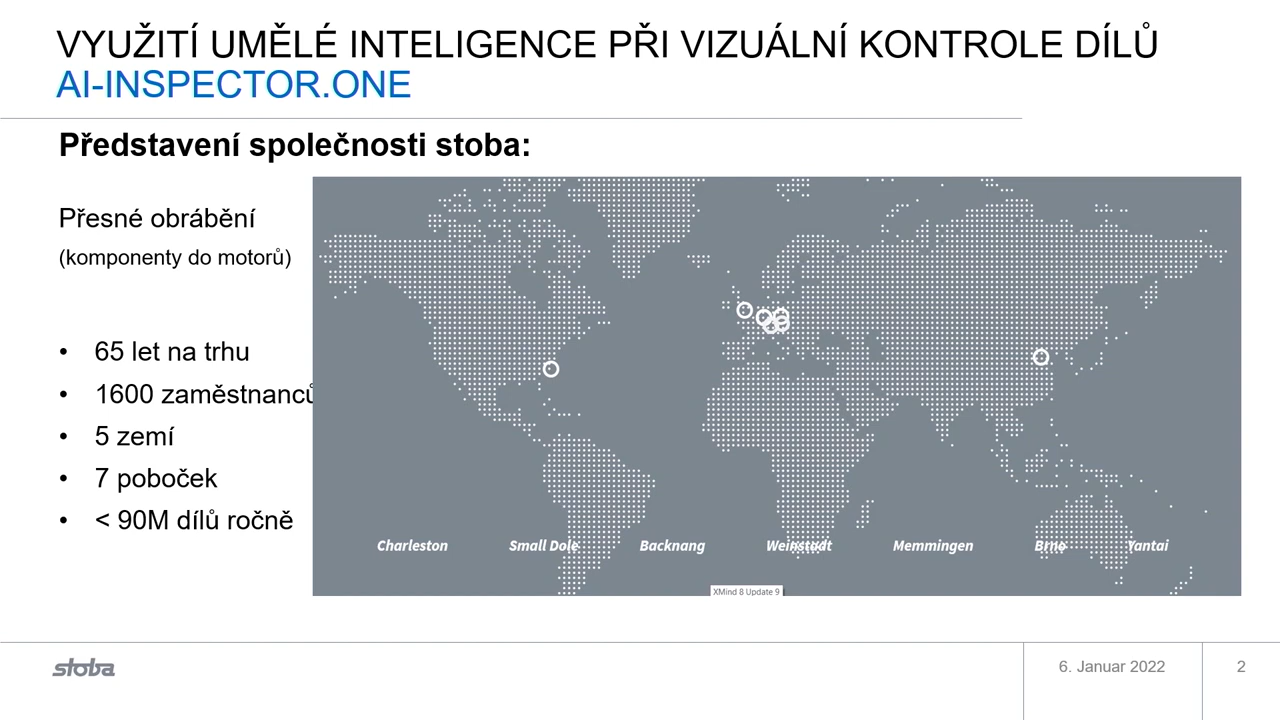 VYUŽITÍ UMĚLÉ INTELIGENCE PŘI VIZUÁLNÍ KONTROLE DÍLŮ
AI-INSPECTOR.ONE
Představení společnosti stoba:
Přesné obrábění
(komponenty do motorů)
• 65 let na trhu
• 1600 zaměstnanců
• 5 zemí
• 7 poboček
• < 90M dílů ročně
Charleston Small Dole Backnang Weinstadt Memmingen Brno Yantai
XMind 8 Update 9
stoba
6. Januar 2022
2